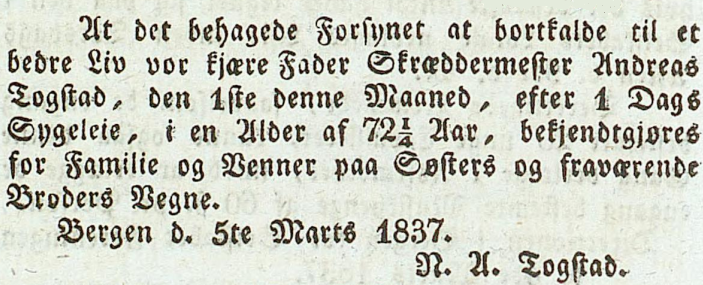 At det behagede Forsynet at bortkalde til et
bedre Liv vor kjære Fader Skræddermester Andreas
Togstad, den 1ste denne Maaned, efter 1 Dags
Sygeleie, i en Alder af 72¼ Aar, bekjendtgjøres
for Familie og Venner paa Søsters og fraværende
Broders Vegne.
Bergen d. 5te Marts 1837.
N. A. Togstad.